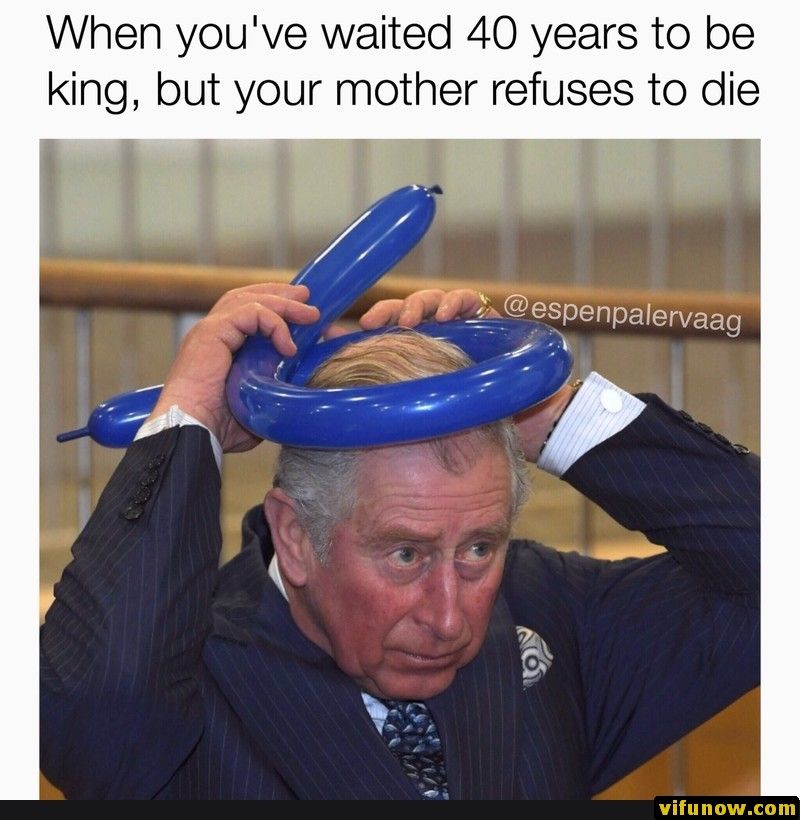 When you've waited 40 years to be
king, but your mother refuses to die
@espenpalervaag
vifunow.com